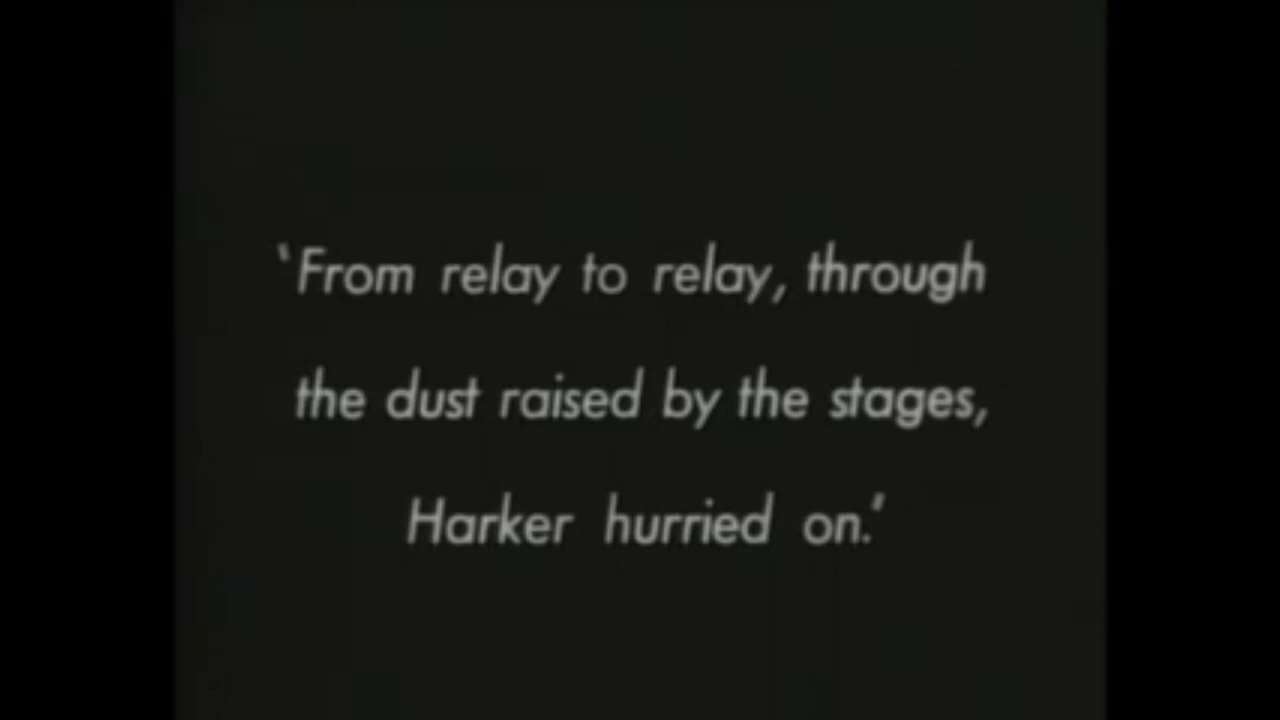 ‘From relay to relay, through
the dust raised by the stages,
Harker hurried on.’